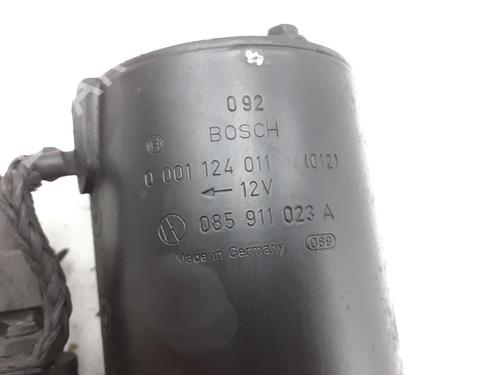 092
BOSCH
0 001 124 011 (012)
← 12V
085 911 023 A
Made in Germany 089